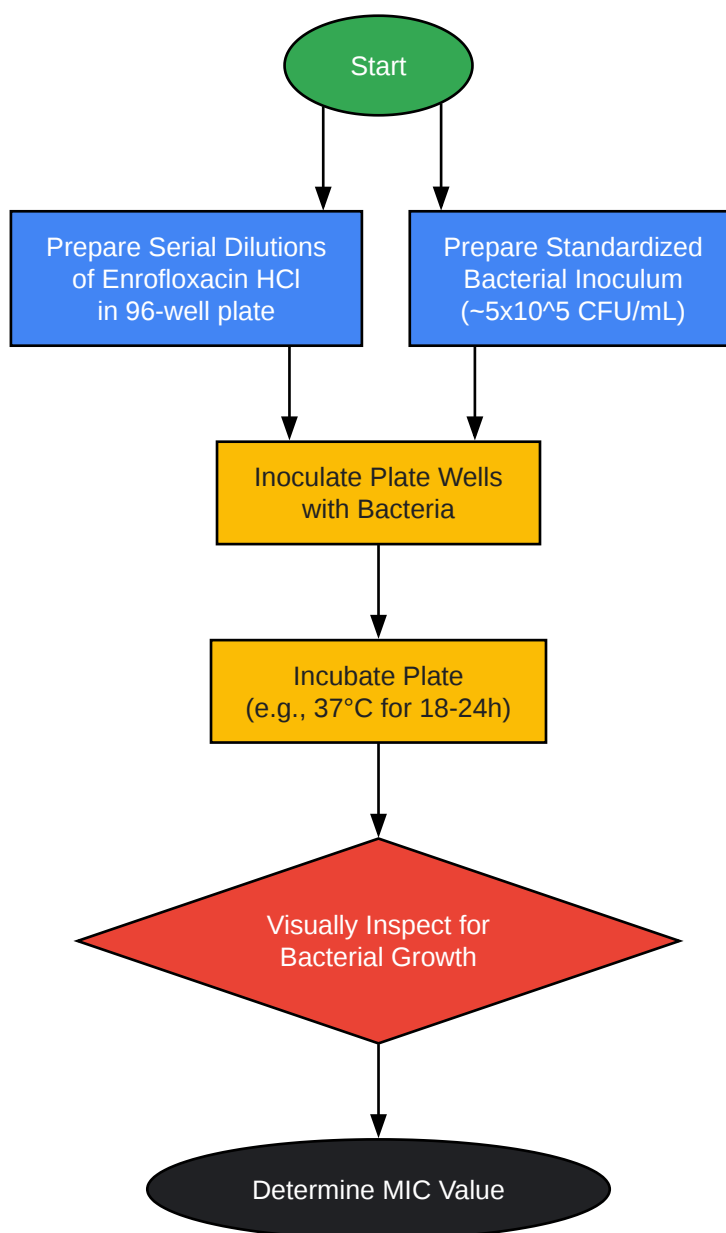 Start
Prepare Serial Dilutions
of Enrofloxacin HCl
in 96-well plate
Prepare Standardized
Bacterial Inoculum
(~5x10^5 CFU/mL)
Inoculate Plate Wells
with Bacteria
Incubate Plate
(e.g., 37°C for 18-24h)
Visually Inspect for
Bacterial Growth
Determine MIC Value